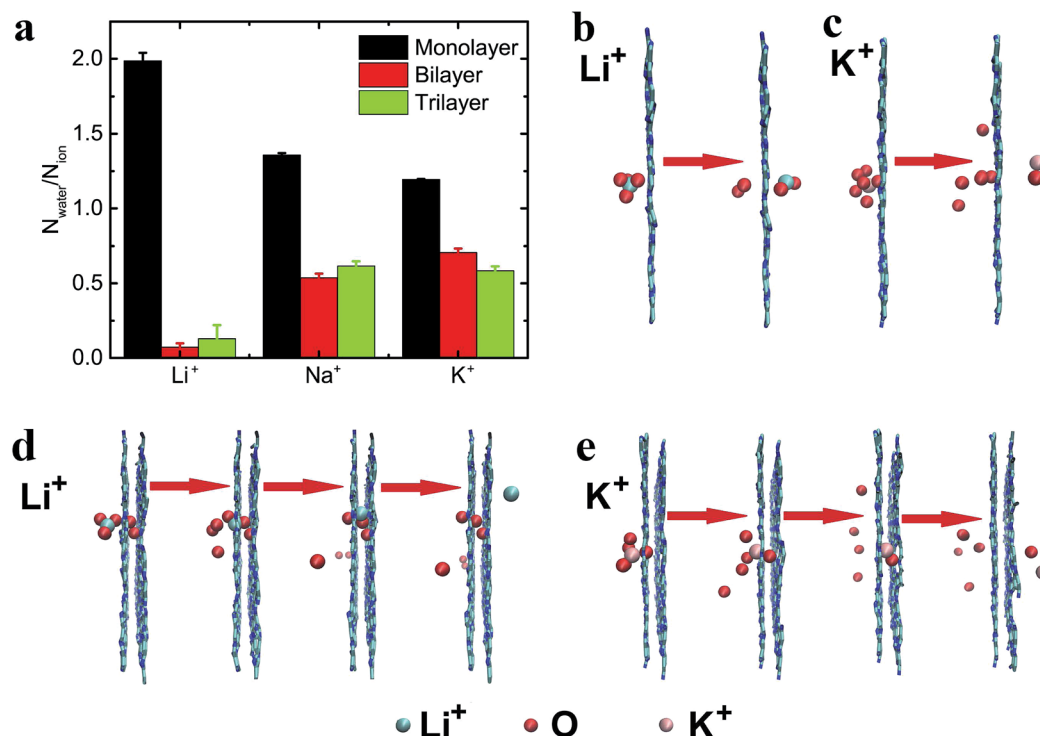 a
2.0
1.5
1.0
0.5
0.0
N_water/N_ion
Monolayer
Bilayer
Trilayer
Li⁺
Na⁺
K⁺
b
Li⁺
c
K⁺
d
Li⁺
e
K⁺
Li⁺
O
K⁺